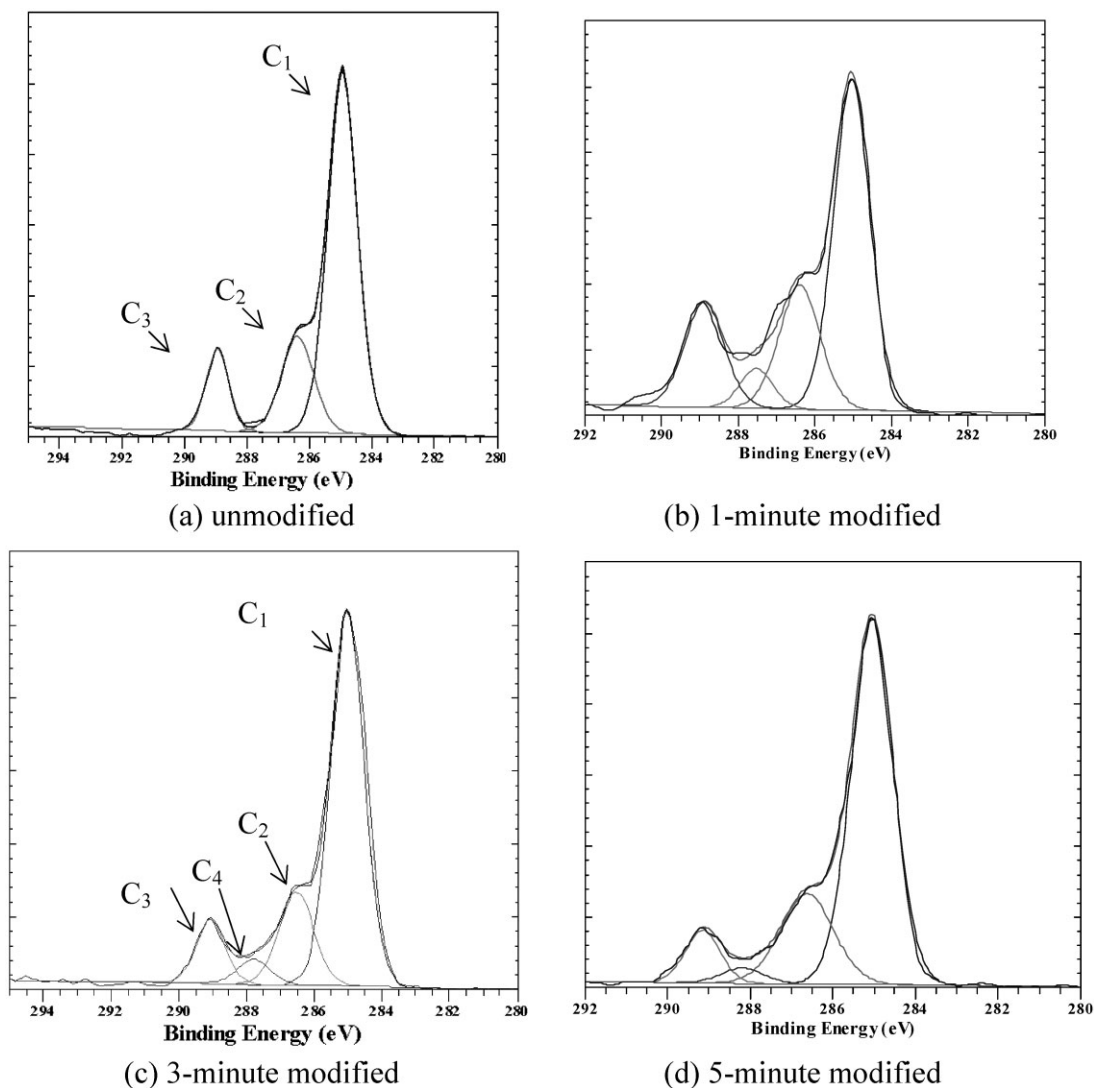 C₁
C₂
C₃
294 292 290 288 286 284 282 280
Binding Energy (eV)
(a) unmodified
292 290 288 286 284 282 280
Binding Energy (eV)
(b) 1-minute modified
C₁
C₂
C₄
C₃
294 292 290 288 286 284 282 280
Binding Energy (eV)
(c) 3-minute modified
292 290 288 286 284 282 280
Binding Energy (eV)
(d) 5-minute modified